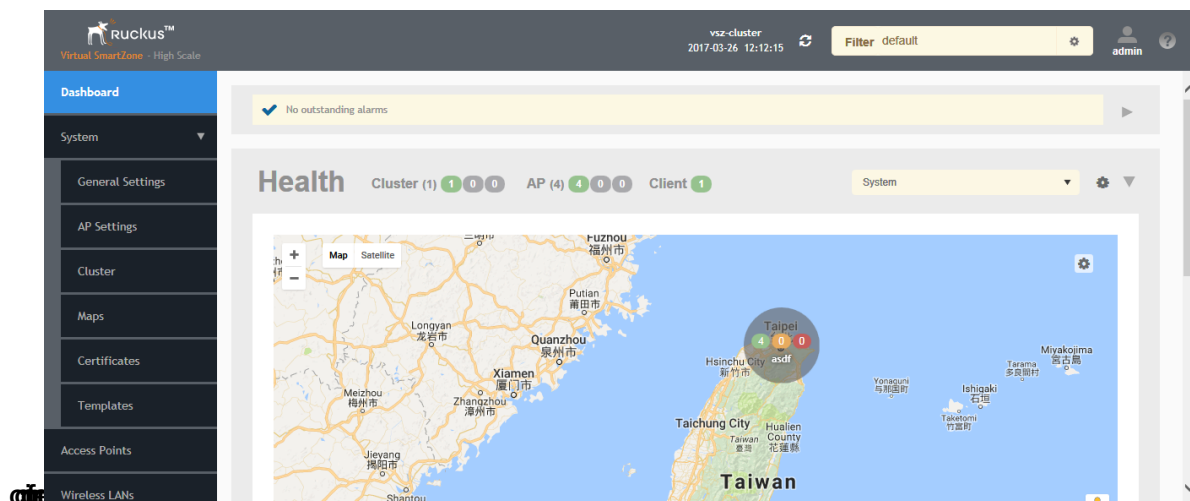 RUCKUS™
Virtual SmartZone - High Scale
vsz-cluster
2017-03-26 12:12:15
Filter default
admin
?
Dashboard
System
General Settings
AP Settings
Cluster
Maps
Certificates
Templates
Access Points
Wireless LANs
No outstanding alarms
Health
Cluster (1) 1 0 0 AP (4) 4 0 0 Client 1
System
+
−
Map Satellite
Fuzhou
福州市
Putian
莆田市
Longyan
龙岩市
Quanzhou
泉州市
Xiamen
厦门市
Meizhou
梅州市
Zhangzhou
漳州市
Jieyang
揭阳市
Shantou
Taipei
4 0 0
asdf
Hsinchu City
新竹市
Taichung City
Hualien
County
花蓮縣
Taiwan
臺灣
Taiwan
Yonaguni
与那国町
Ishigaki
石垣
Taketomi
竹富町
Tarama
多良間村
Miyakojima
宮古島